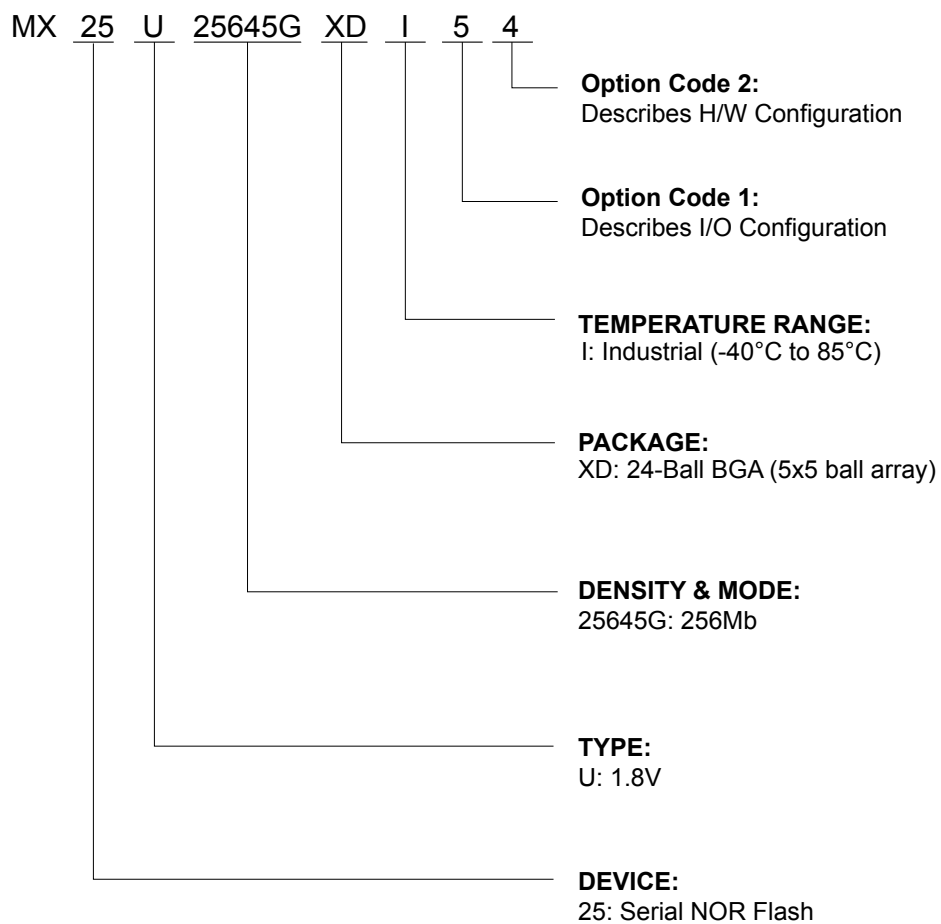 MX 25 U 25645G XD I 5 4
Option Code 2:
Describes H/W Configuration
Option Code 1:
Describes I/O Configuration
TEMPERATURE RANGE:
I: Industrial (-40°C to 85°C)
PACKAGE:
XD: 24-Ball BGA (5x5 ball array)
DENSITY & MODE:
25645G: 256Mb
TYPE:
U: 1.8V
DEVICE:
25: Serial NOR Flash